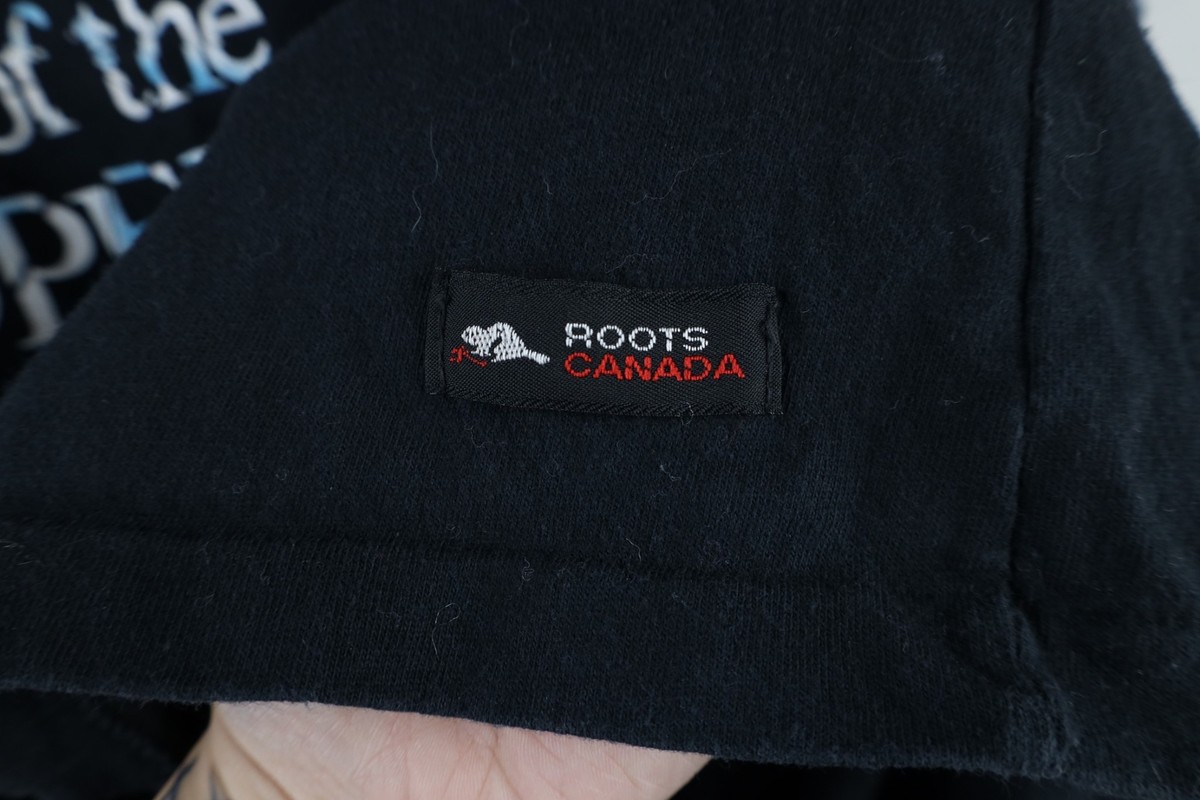 of the
ROOTS
CANADA